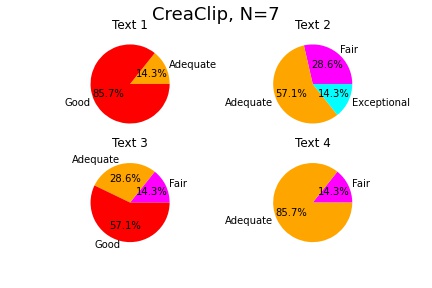 CreaClip, N=7
Text 1
Adequate
14.3%
85.7%
Good
Text 2
Fair
28.6%
57.1%
14.3%
Adequate
Exceptional
Text 3
Adequate
28.6%
Fair
14.3%
57.1%
Good
Text 4
Fair
14.3%
85.7%
Adequate